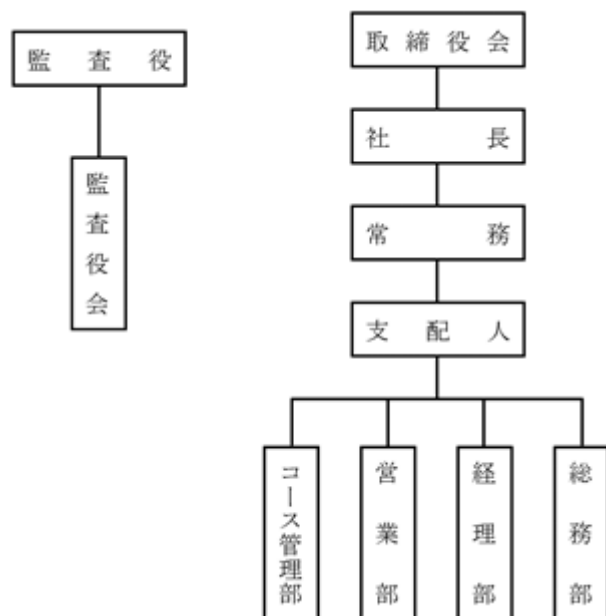 監査役
監査役会
取締役会
社長
常務
支配人
コース管理部
営業部
経理部
総務部